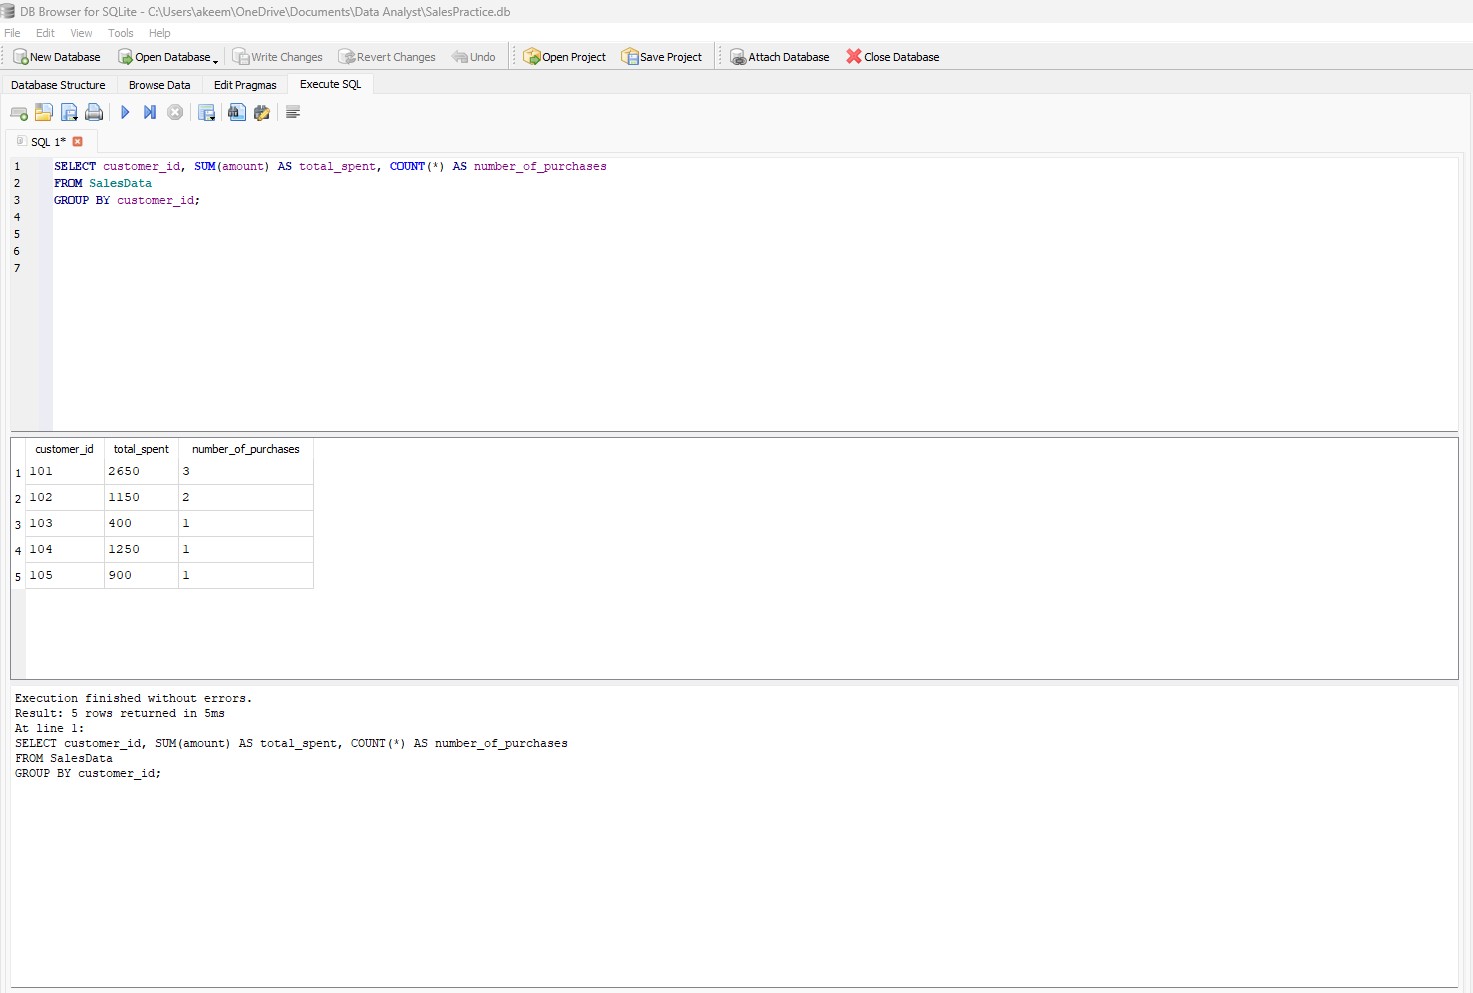 DB Browser for SQLite - C:\Users\akeem\OneDrive\Documents\Data Analyst\SalesPractice.db
File Edit View Tools Help
New Database Open Database Write Changes Revert Changes Undo Open Project Save Project Attach Database Close Database
Database Structure Browse Data Edit Pragmas Execute SQL
SQL 1*
1 SELECT customer_id, SUM(amount) AS total_spent, COUNT(*) AS number_of_purchases
2 FROM SalesData
3 GROUP BY customer_id;
4
5
6
7
customer_id total_spent number_of_purchases
1 101 2650 3
2 102 1150 2
3 103 400 1
4 104 1250 1
5 105 900 1
Execution finished without errors.
Result: 5 rows returned in 5ms
At line 1:
SELECT customer_id, SUM(amount) AS total_spent, COUNT(*) AS number_of_purchases
FROM SalesData
GROUP BY customer_id;